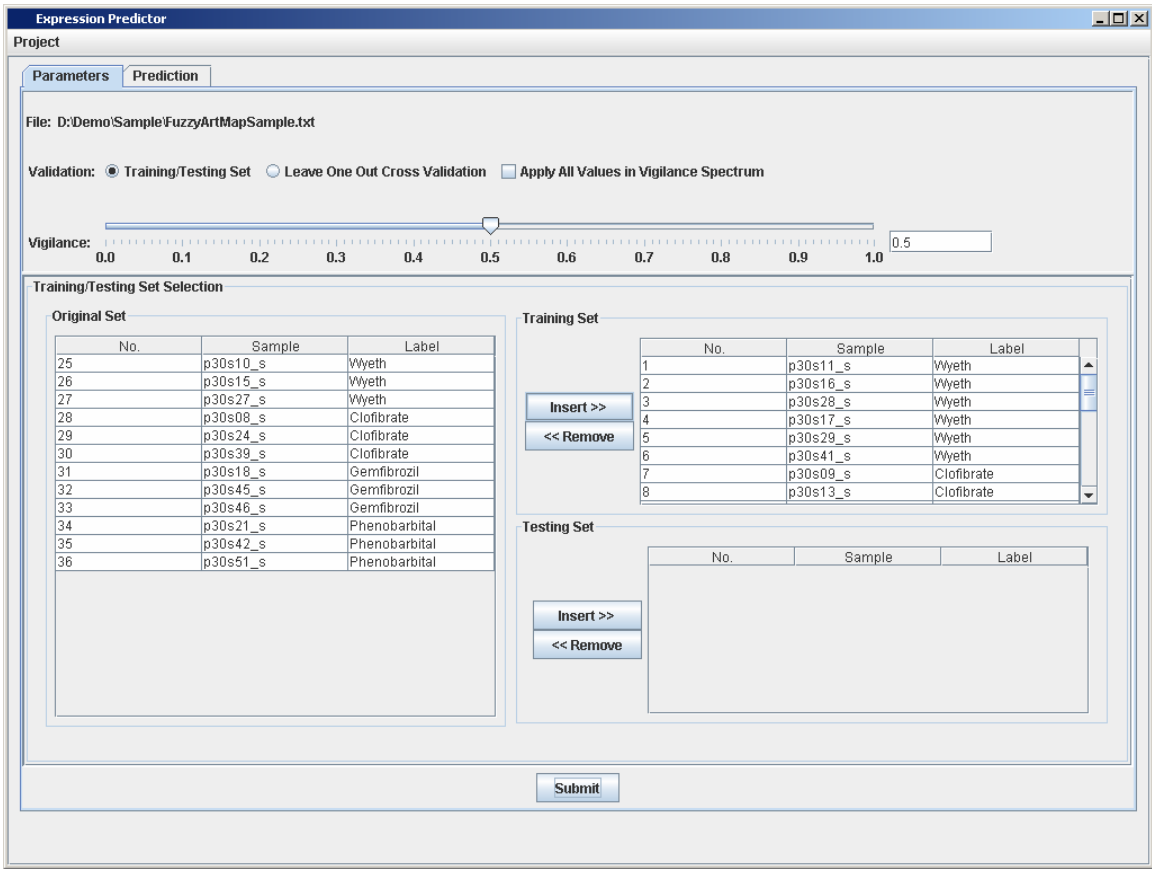 Expression Predictor
Project
Parameters Prediction
File: D:\Demo\Sample\FuzzyArtMapSample.txt
Validation: Training/Testing Set Leave One Out Cross Validation Apply All Values in Vigilance Spectrum
Vigilance: 0.5
0.0 0.1 0.2 0.3 0.4 0.5 0.6 0.7 0.8 0.9 1.0
Training/Testing Set Selection
Original Set
No. Sample Label
25 p30s10_s Wyeth
26 p30s15_s Wyeth
27 p30s27_s Wyeth
28 p30s08_s Clofibrate
29 p30s24_s Clofibrate
30 p30s39_s Clofibrate
31 p30s18_s Gemfibrozil
32 p30s45_s Gemfibrozil
33 p30s46_s Gemfibrozil
34 p30s21_s Phenobarbital
35 p30s42_s Phenobarbital
36 p30s51_s Phenobarbital
Training Set
Insert >>
<< Remove
No. Sample Label
1 p30s11_s Wyeth
2 p30s16_s Wyeth
3 p30s28_s Wyeth
4 p30s17_s Wyeth
5 p30s29_s Wyeth
6 p30s41_s Wyeth
7 p30s09_s Clofibrate
8 p30s13_s Clofibrate
Testing Set
Insert >>
<< Remove
No. Sample Label
Submit